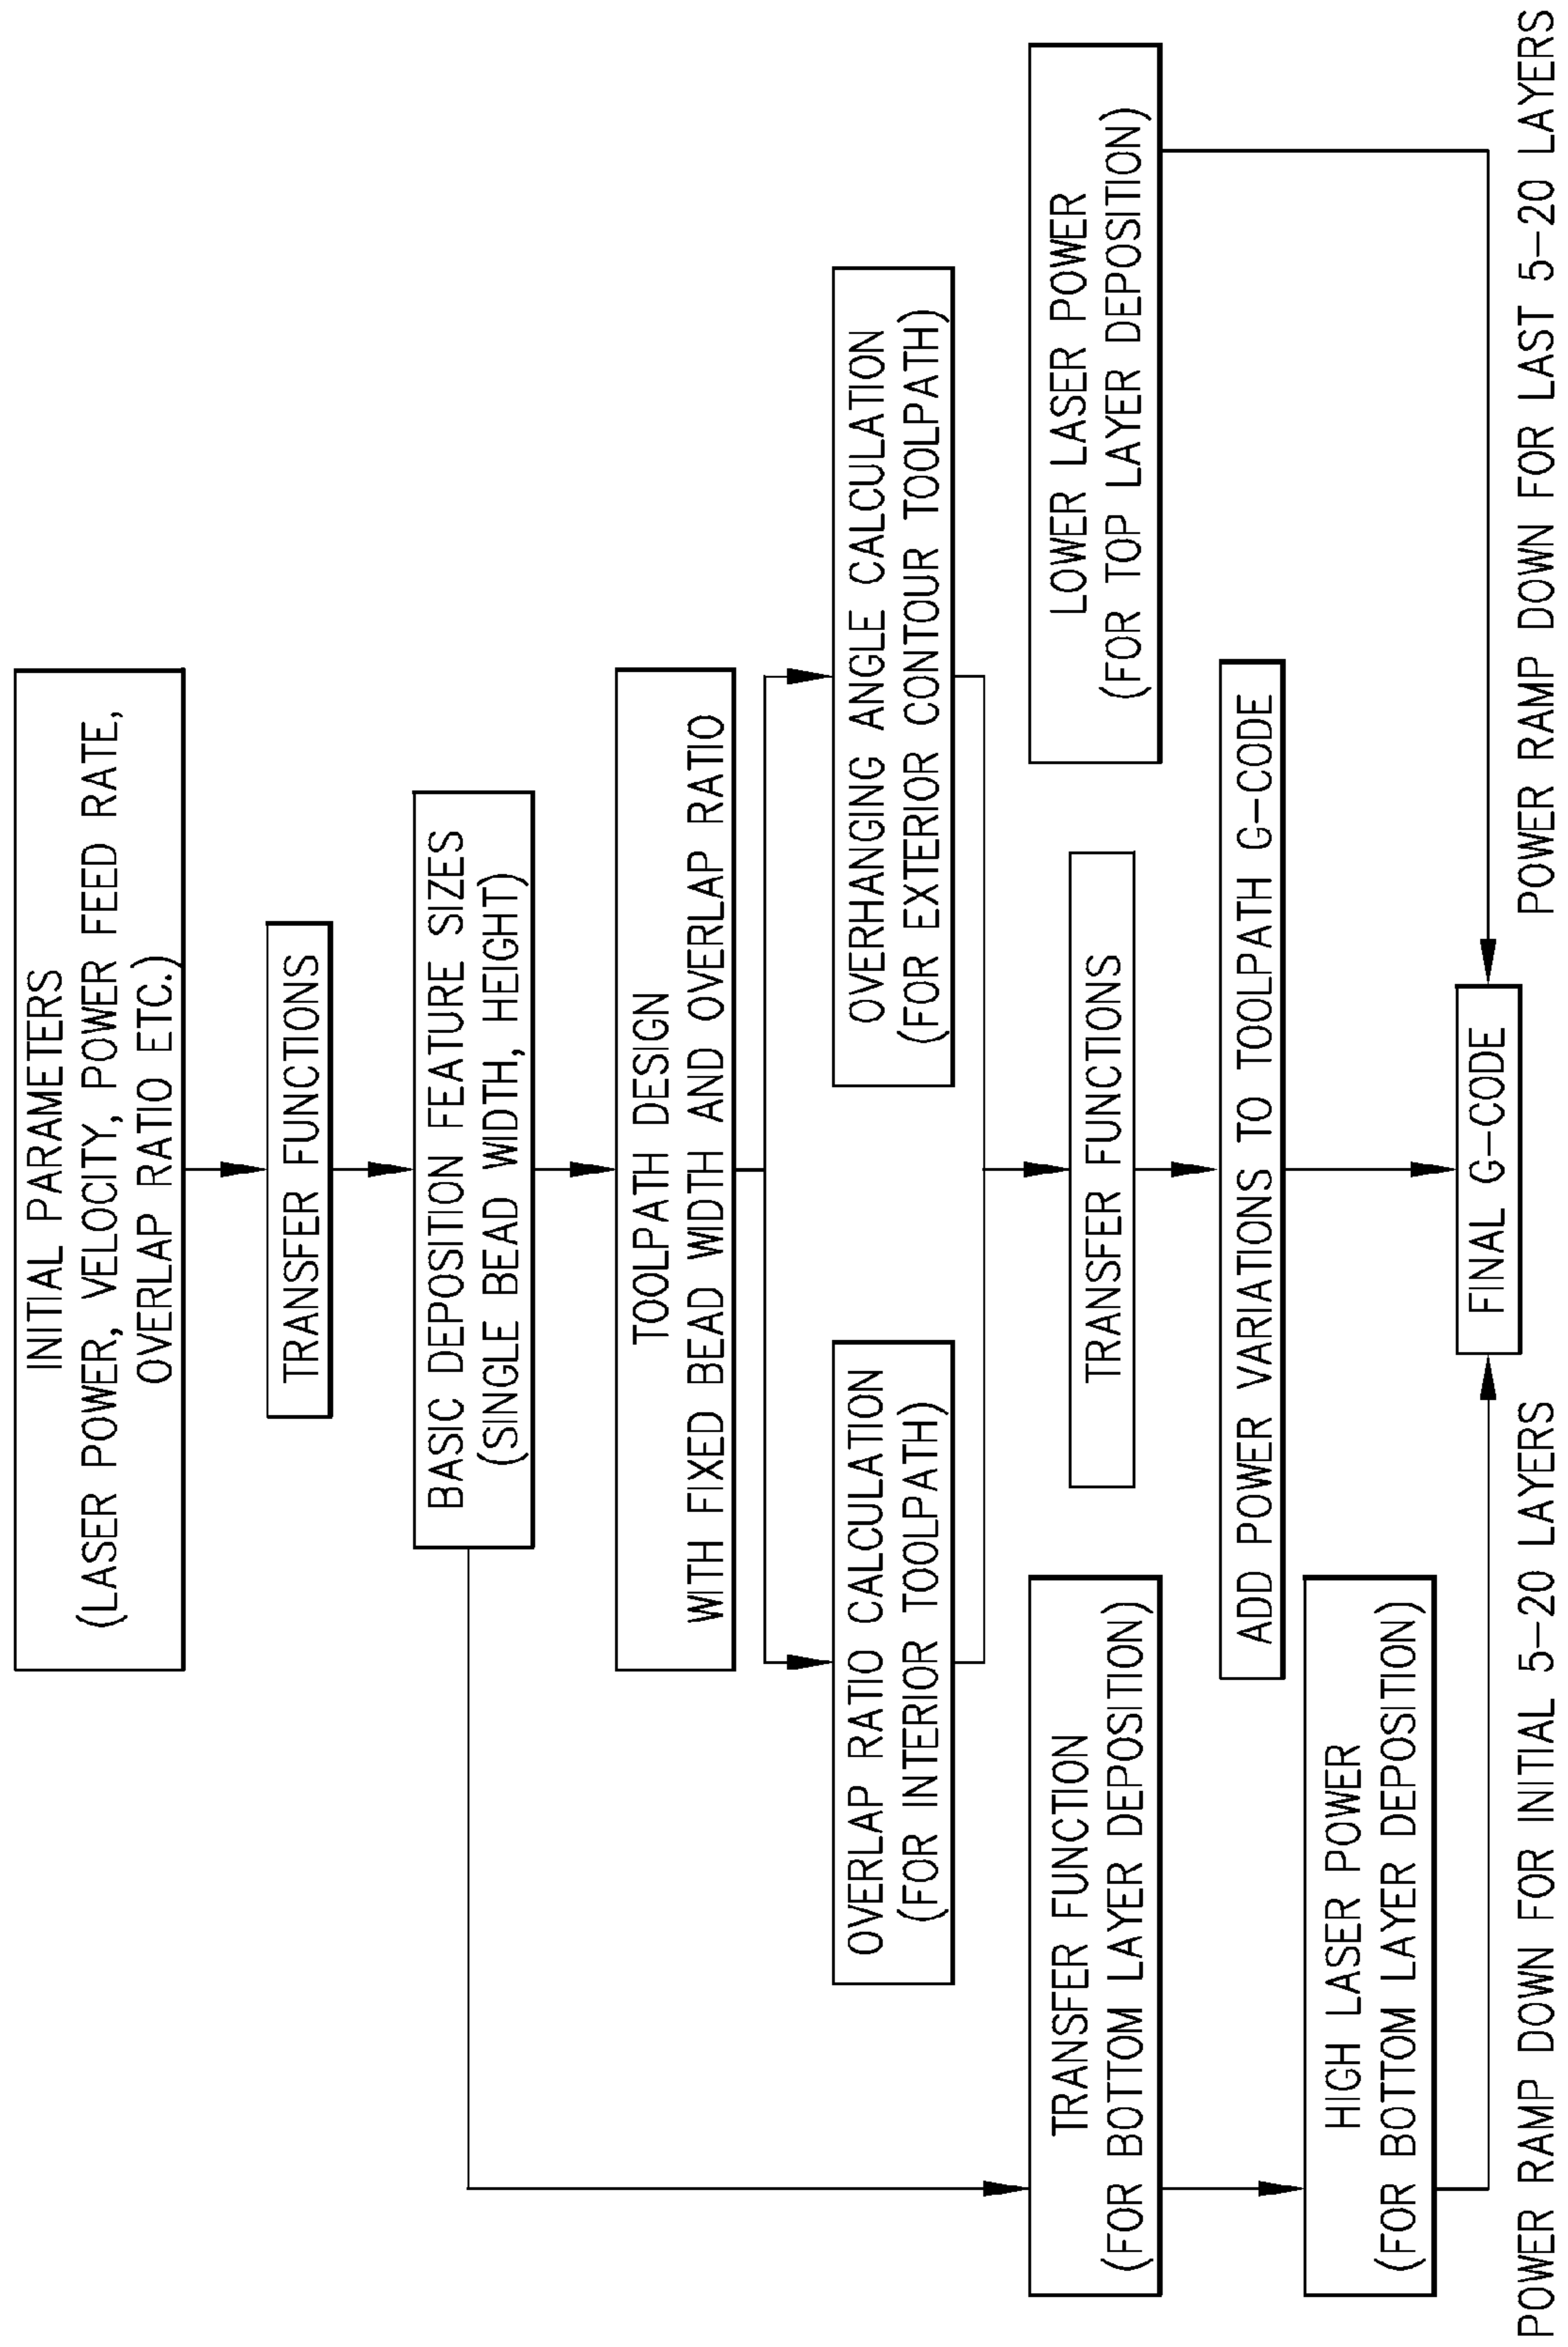 INITIAL PARAMETERS
(LASER POWER, VELOCITY, POWER FEED RATE,
OVERLAP RATIO ETC.)
TRANSFER FUNCTIONS
BASIC DEPOSITION FEATURE SIZES
(SINGLE BEAD WIDTH, HEIGHT)
TOOLPATH DESIGN
WITH FIXED BEAD WIDTH AND OVERLAP RATIO
OVERLAP RATIO CALCULATION
(FOR INTERIOR TOOLPATH)
OVERHANGING ANGLE CALCULATION
(FOR EXTERIOR CONTOUR TOOLPATH)
TRANSFER FUNCTION
(FOR BOTTOM LAYER DEPOSITION)
TRANSFER FUNCTIONS
LOWER LASER POWER
(FOR TOP LAYER DEPOSITION)
ADD POWER VARIATIONS TO TOOLPATH G-CODE
HIGH LASER POWER
(FOR BOTTOM LAYER DEPOSITION)
FINAL G-CODE
POWER RAMP DOWN FOR INITIAL 5-20 LAYERS
POWER RAMP DOWN FOR LAST 5-20 LAYERS